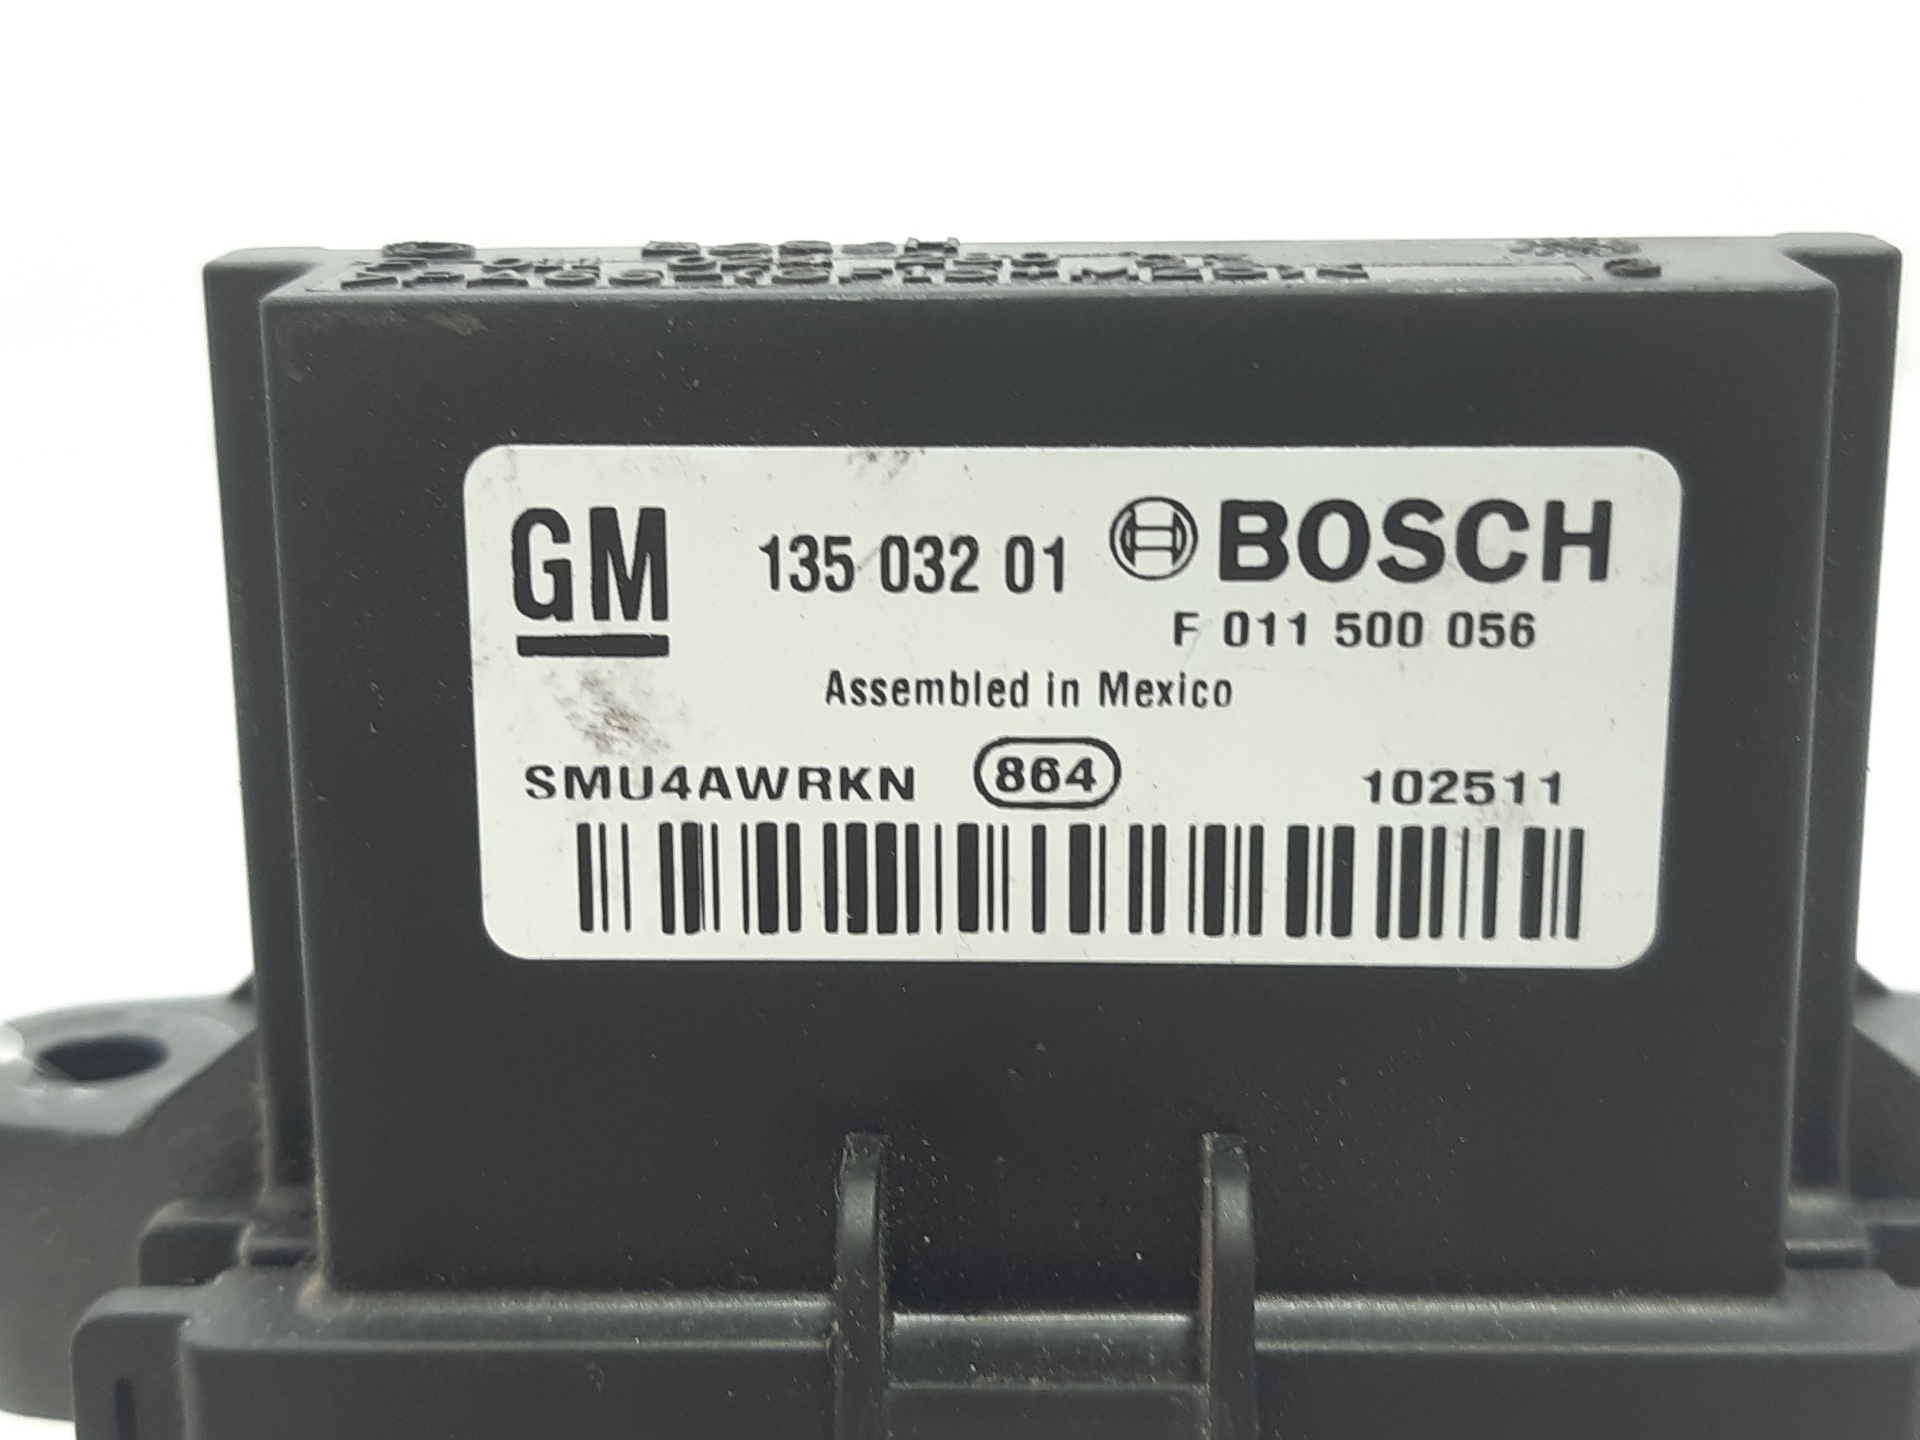 GM 135 032 01 BOSCH
F 011 500 056
Assembled in Mexico
SMU4AWRKN 864 102511